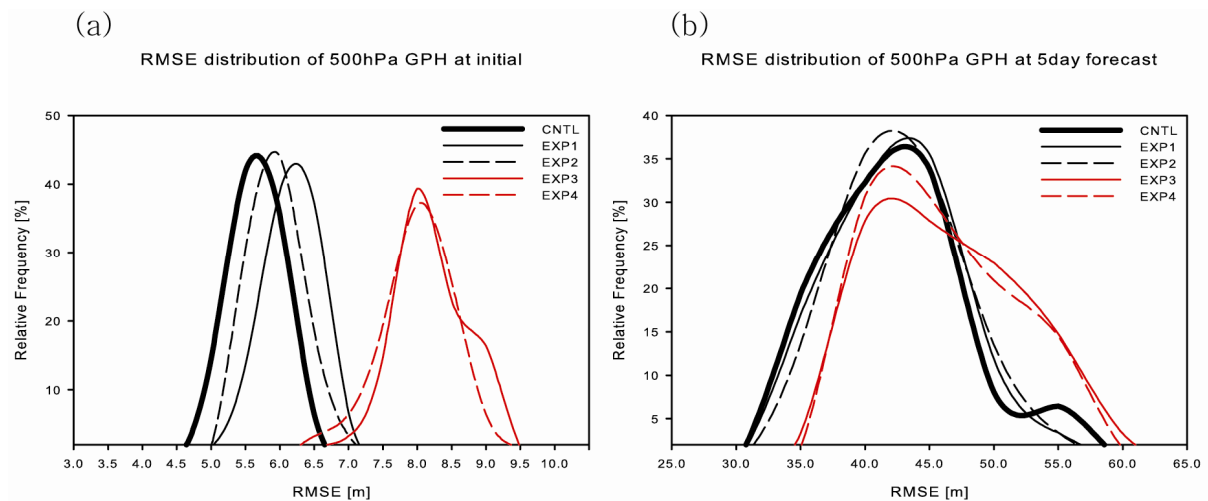 (a)
RMSE distribution of 500hPa GPH at initial
50
40
30
20
10
Relative Frequency [%]
CNTL
EXP1
EXP2
EXP3
EXP4
3.0 3.5 4.0 4.5 5.0 5.5 6.0 6.5 7.0 7.5 8.0 8.5 9.0 9.5 10.0
RMSE [m]
(b)
RMSE distribution of 500hPa GPH at 5day forecast
40
35
30
25
20
15
10
5
Relative Frequency [%]
CNTL
EXP1
EXP2
EXP3
EXP4
25.0 30.0 35.0 40.0 45.0 50.0 55.0 60.0 65.0
RMSE [m]